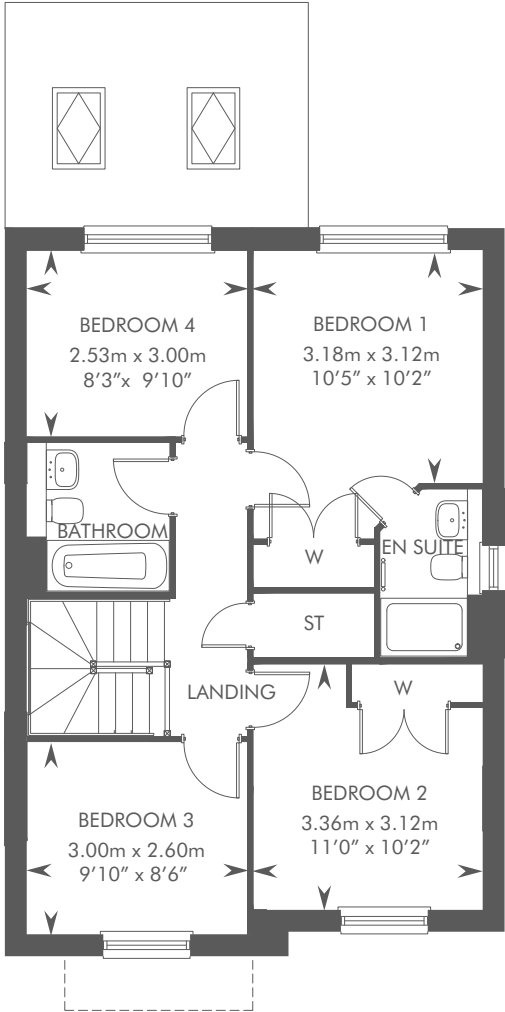 BEDROOM 4
2.53m x 3.00m
8’3”x 9’10”
BEDROOM 1
3.18m x 3.12m
10’5” x 10’2”
BATHROOM
W
EN SUITE
ST
LANDING
W
BEDROOM 3
3.00m x 2.60m
9’10” x 8’6”
BEDROOM 2
3.36m x 3.12m
11’0” x 10’2”